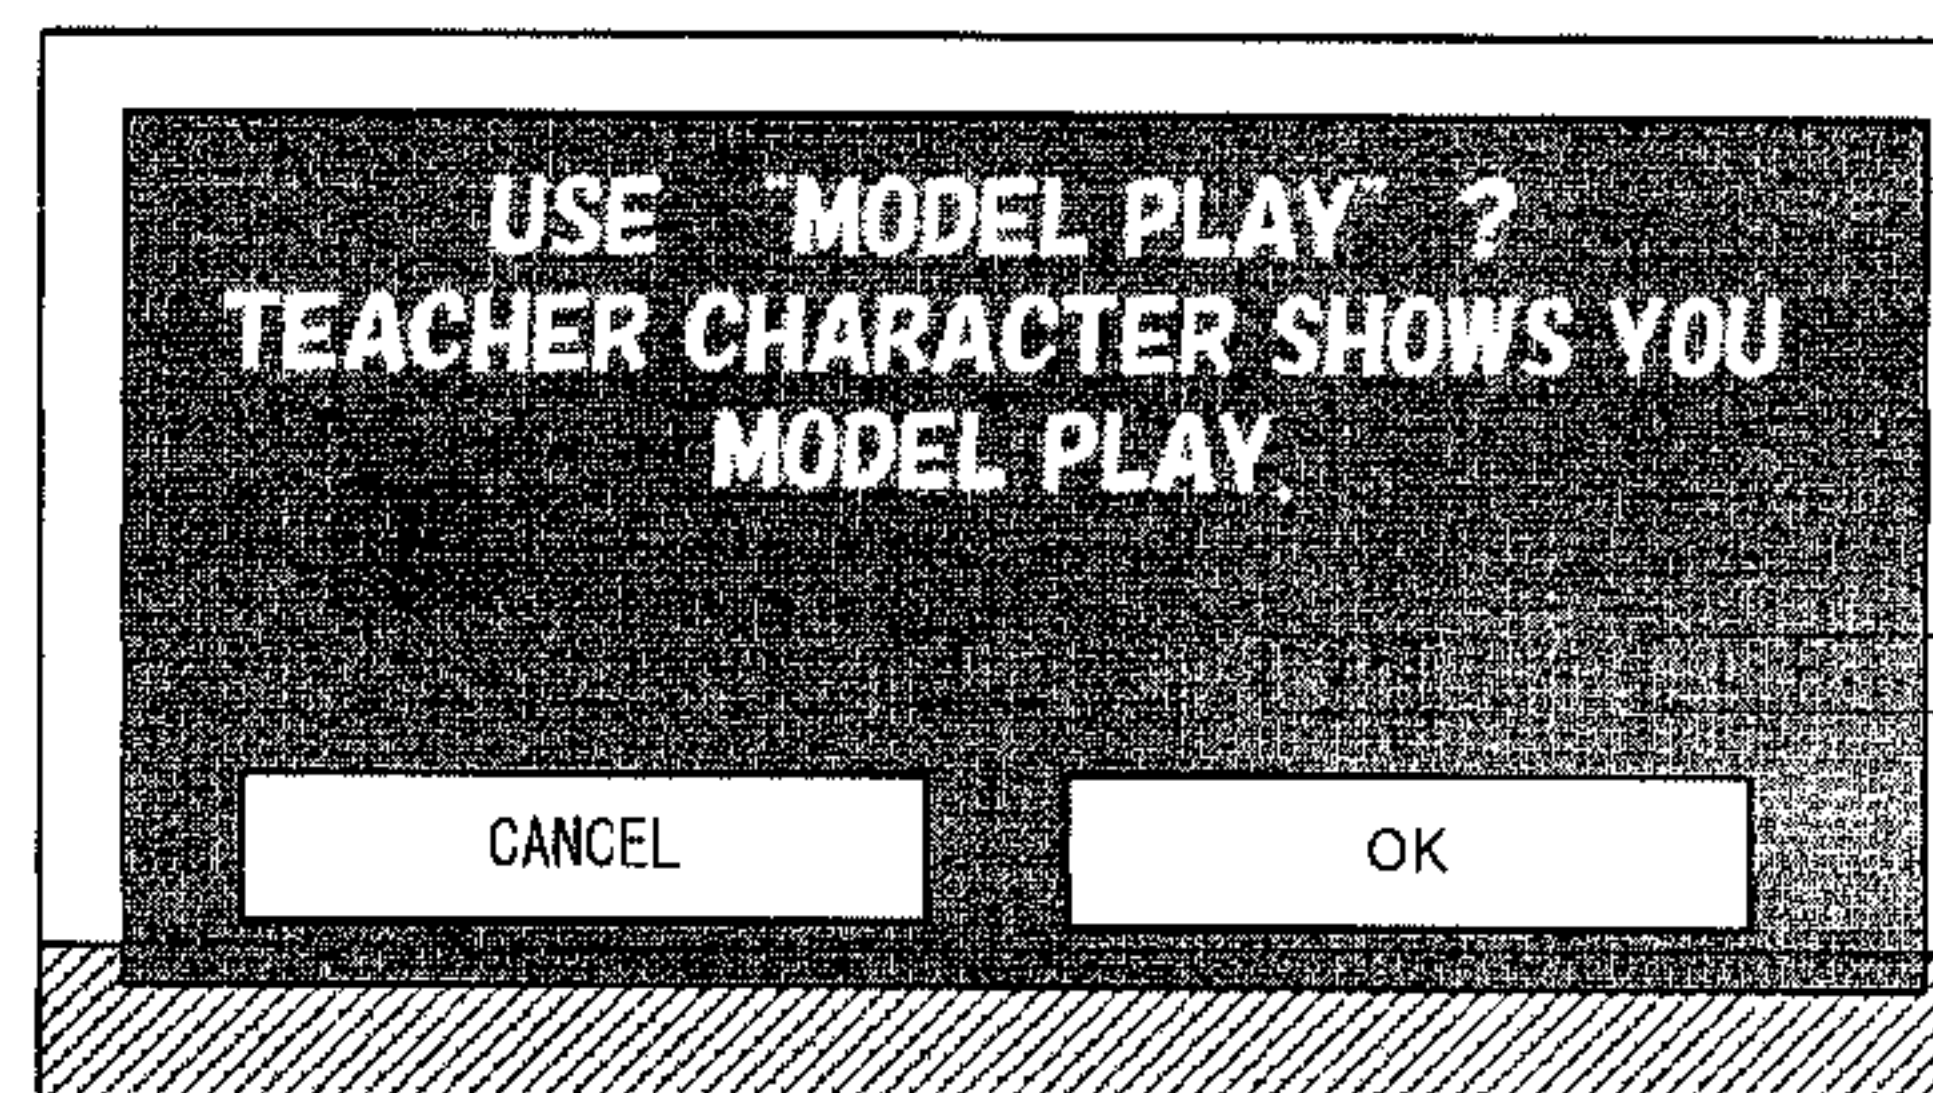 USE "MODEL PLAY" ?
TEACHER CHARACTER SHOWS YOU
MODEL PLAY.
CANCEL
OK